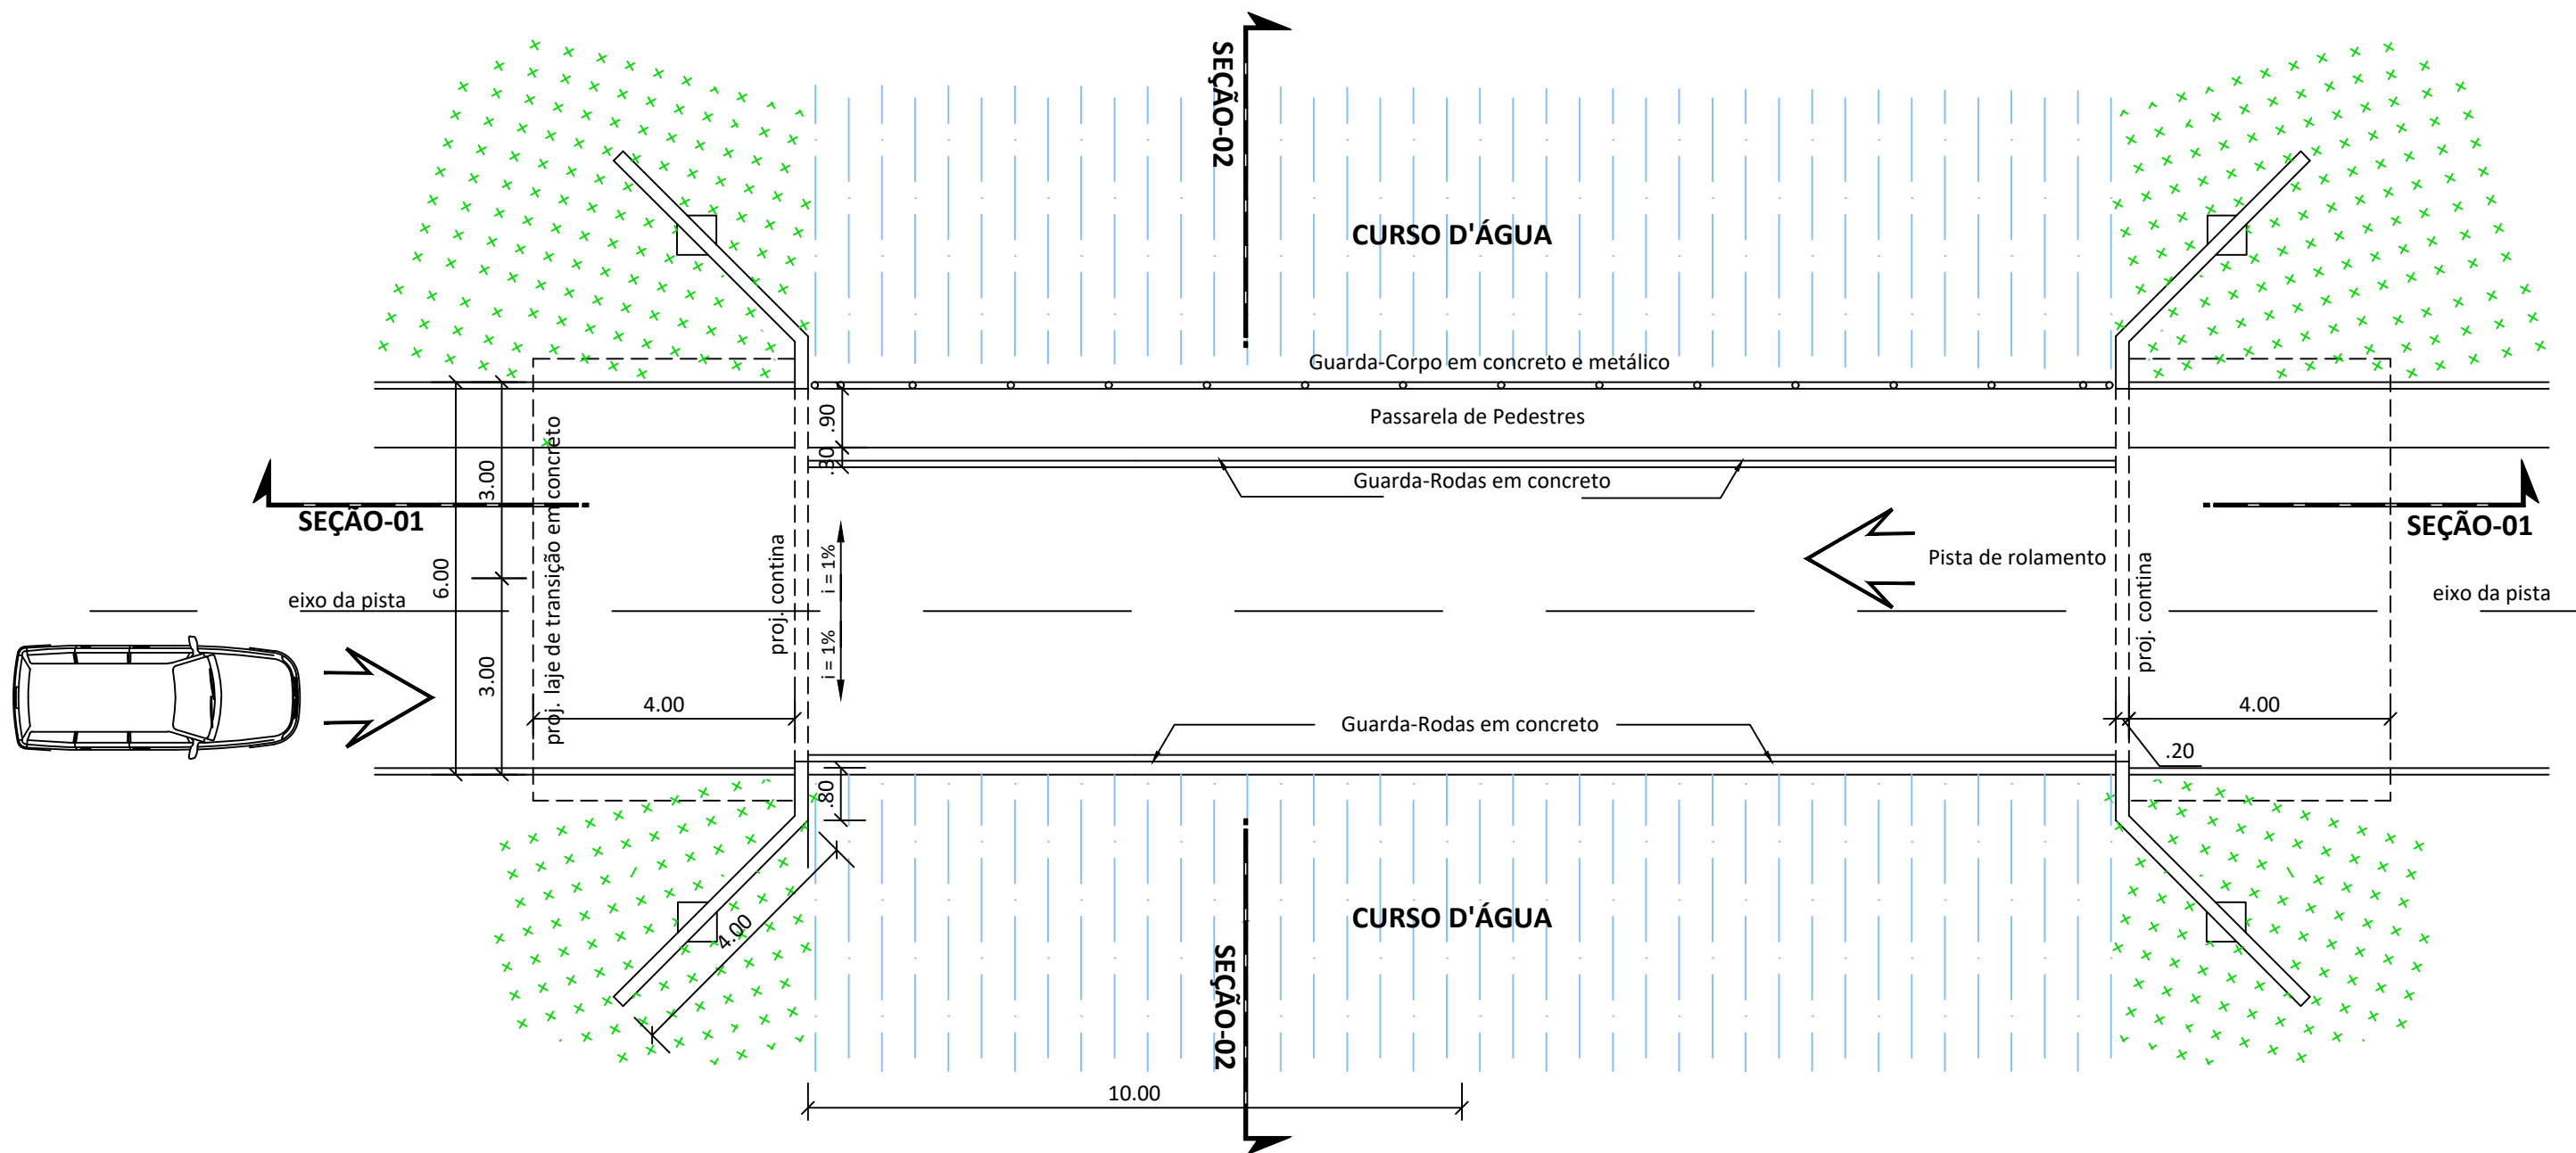 SEÇÃO-02
CURSO D'ÁGUA
Guarda-Corpo em concreto e metálico
Passarela de Pedestres
.90
.30
Guarda-Rodas em concreto
3.00
SEÇÃO-01
SEÇÃO-01
proj. laje de transição em concreto
proj. contina
i = 1%
Pista de rolamento
6.00
eixo da pista
eixo da pista
proj. contina
i = 1%
3.00
4.00
Guarda-Rodas em concreto
4.00
.20
.80
4.00
CURSO D'ÁGUA
SEÇÃO-02
10.00